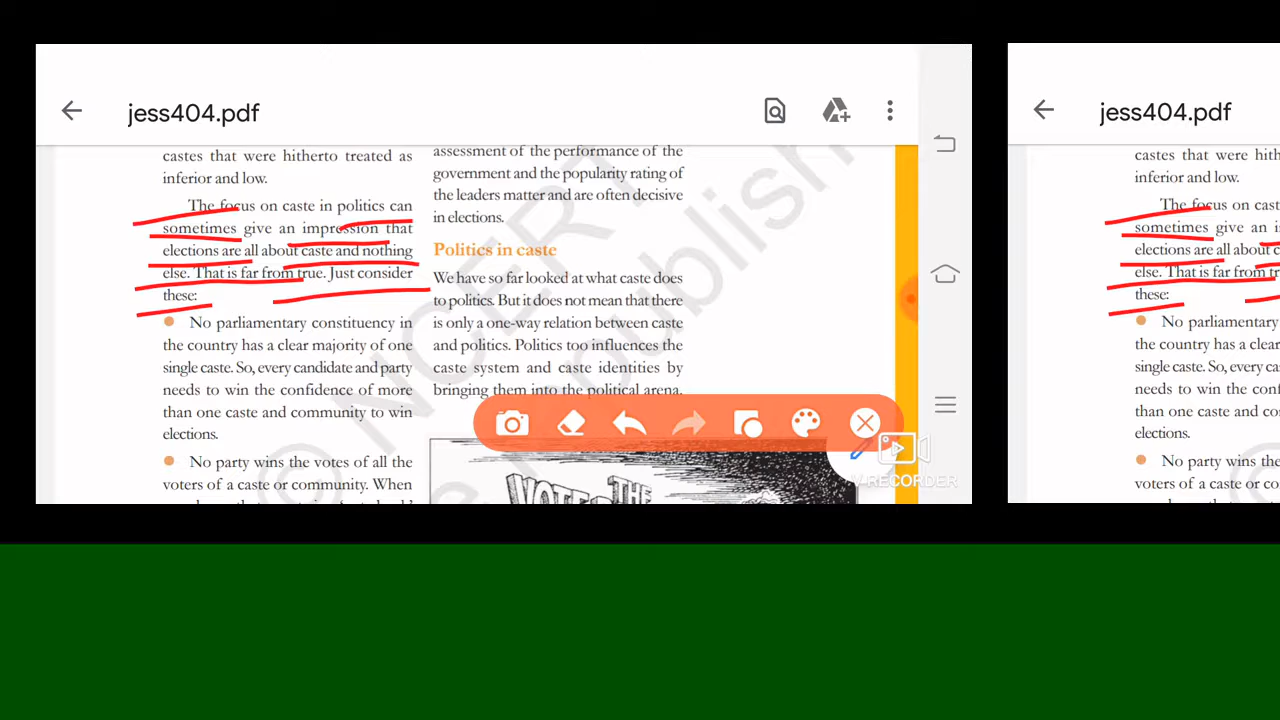 jess404.pdf
castes that were hitherto treated as
inferior and low.
The focus on caste in politics can
sometimes give an impression that
elections are all about caste and nothing
else. That is far from true. Just consider
these:
No parliamentary constituency in
the country has a clear majority of one
single caste. So, every candidate and party
needs to win the confidence of more
than one caste and community to win
elections.
No party wins the votes of all the
voters of a caste or community. When
assessment of the performance of the
government and the popularity rating of
the leaders matter and are often decisive
in elections.
Politics in caste
We have so far looked at what caste does
to politics. But it does not mean that there
is only a one-way relation between caste
and politics. Politics too influences the
caste system and caste identities by
bringing them into the political arena.
VOTE THE
© NCERT
publish
V-RECORDER
jess404.pdf
castes that were hith
inferior and low.
The focus on cast
sometimes give an i
elections are all about c
else. That is far from tr
these:
No parliamentary
the country has a clear
single caste. So, every ca
needs to win the conf
than one caste and co
elections.
No party wins the
voters of a caste or co